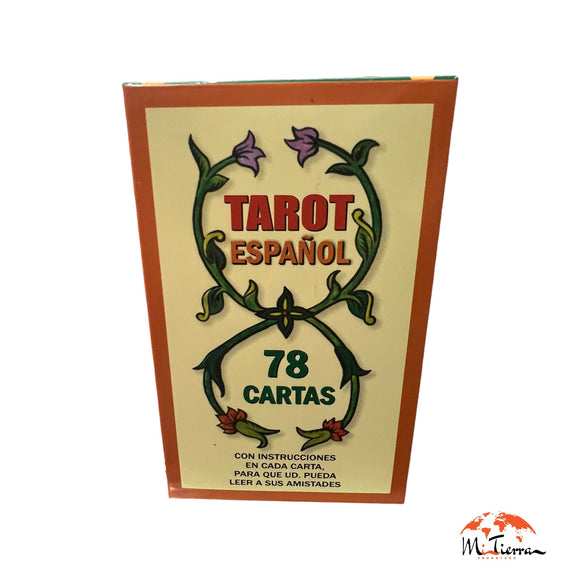 TAROT
ESPAÑOL
78
CARTAS
CON INSTRUCCIONES
EN CADA CARTA,
PARA QUE UD. PUEDA
LEER A SUS AMISTADES
Mi Tierra